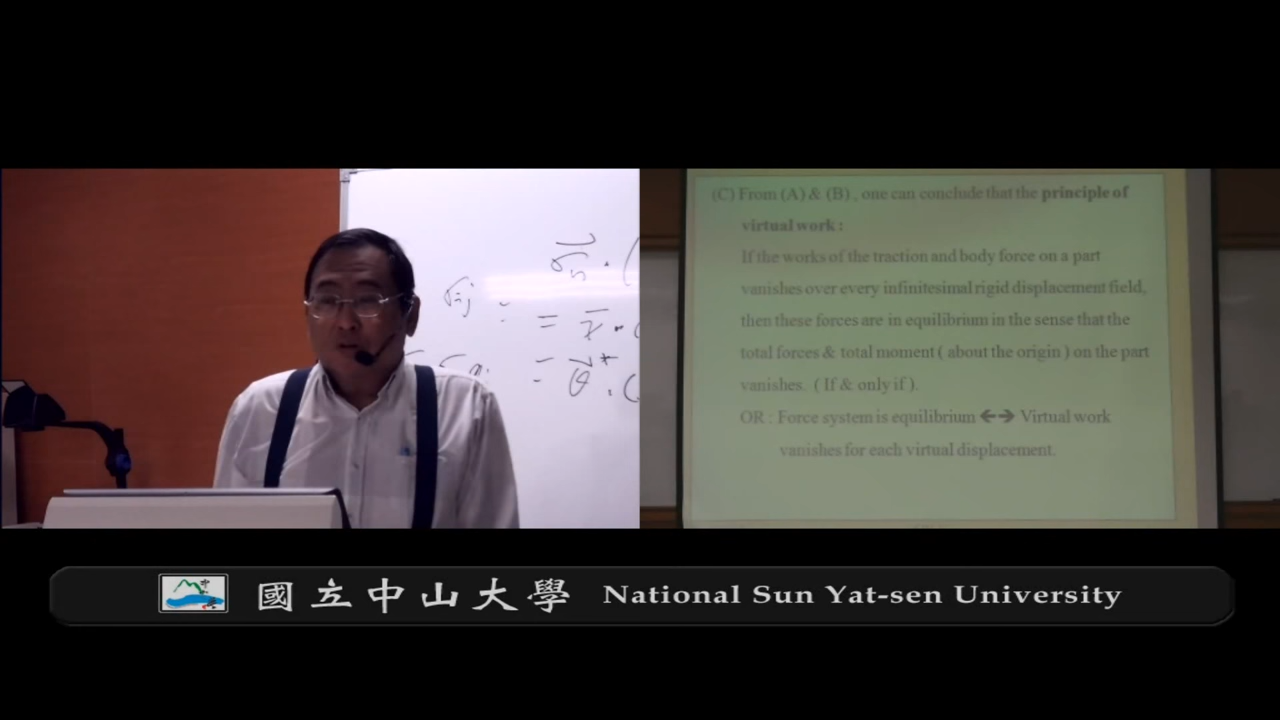 (C) From (A) & (B) , one can conclude that the principle of
virtual work :
If the works of the traction and body force on a part
vanishes over every infinitesimal rigid displacement field,
then these forces are in equilibrium in the sense that the
total forces & total moment ( about the origin ) on the part
vanishes. ( If & only if ).
OR : Force system is equilibrium ←→ Virtual work
vanishes for each virtual displacement.
國立中山大學 National Sun Yat-sen University